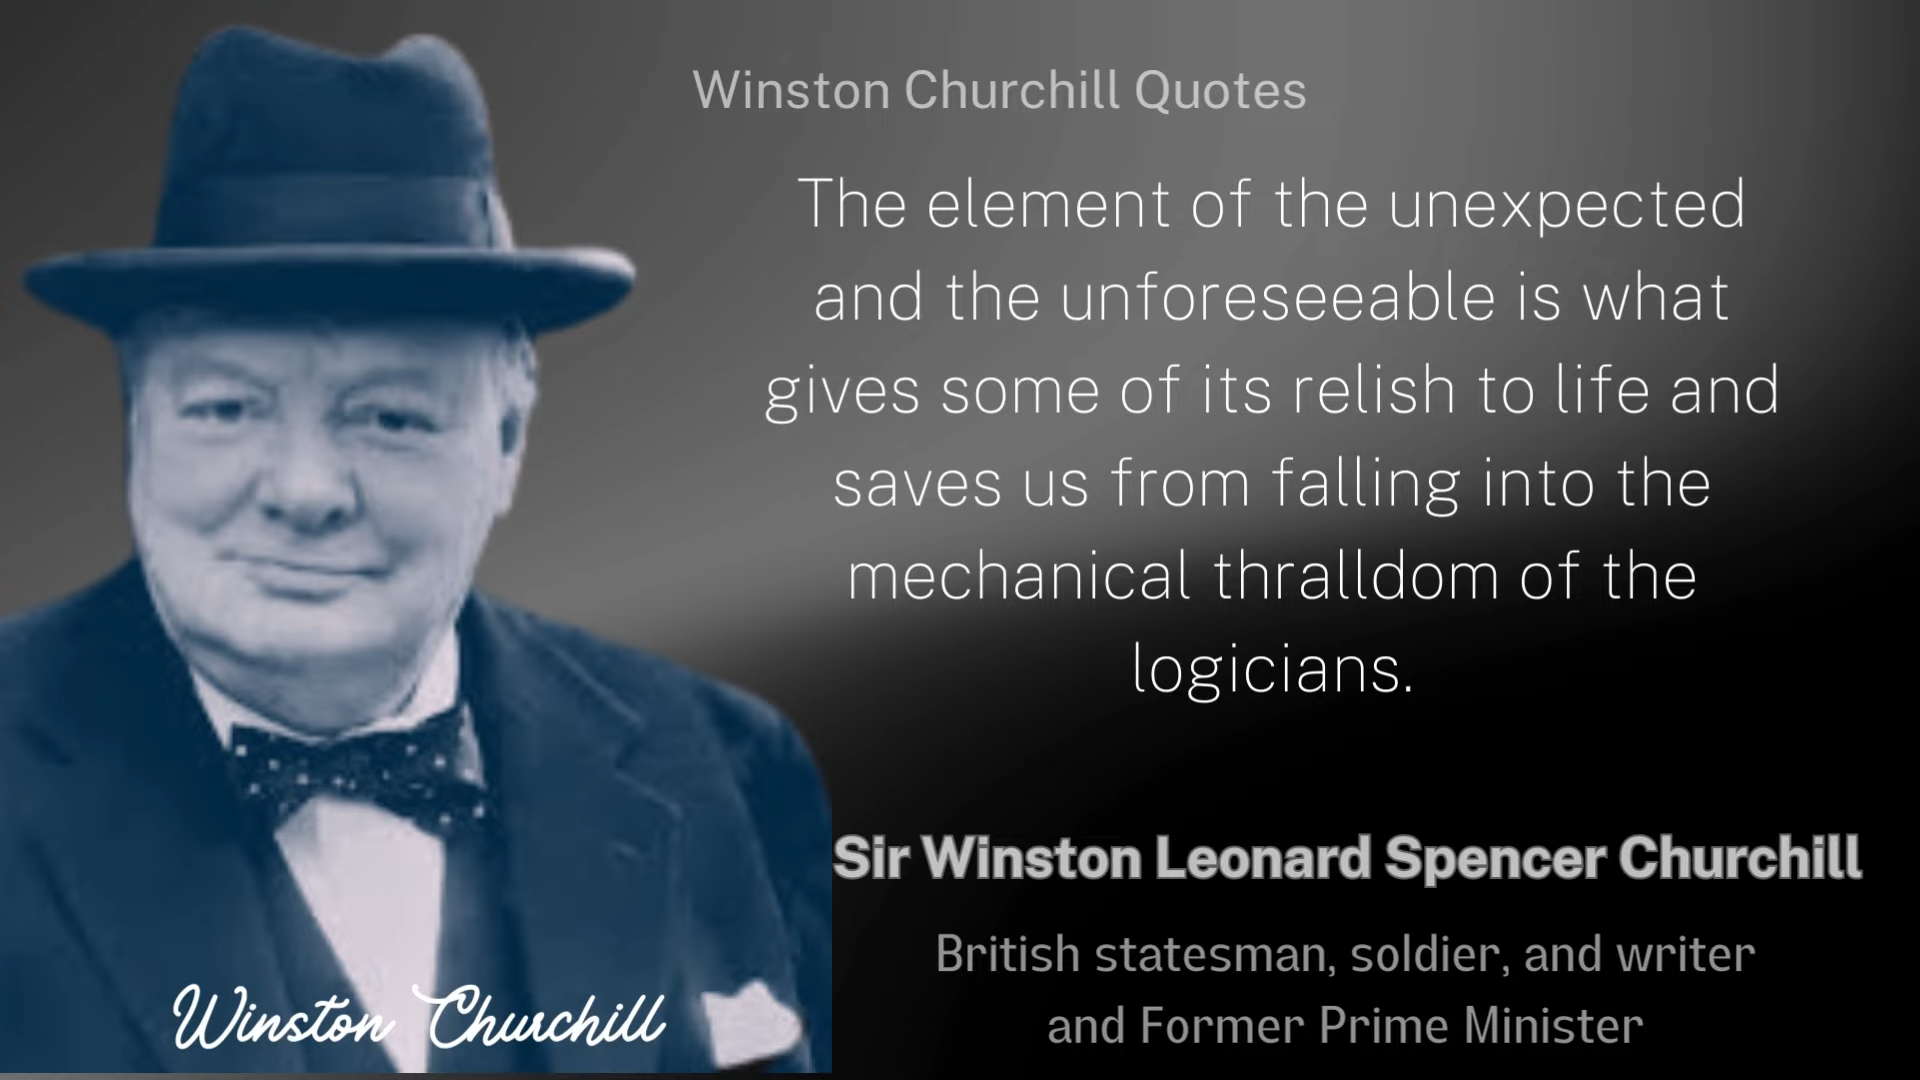 Winston Churchill Quotes
The element of the unexpected
and the unforeseeable is what
gives some of its relish to life and
saves us from falling into the
mechanical thralldom of the
logicians.
Sir Winston Leonard Spencer Churchill
British statesman, soldier, and writer
and Former Prime Minister
Winston Churchill